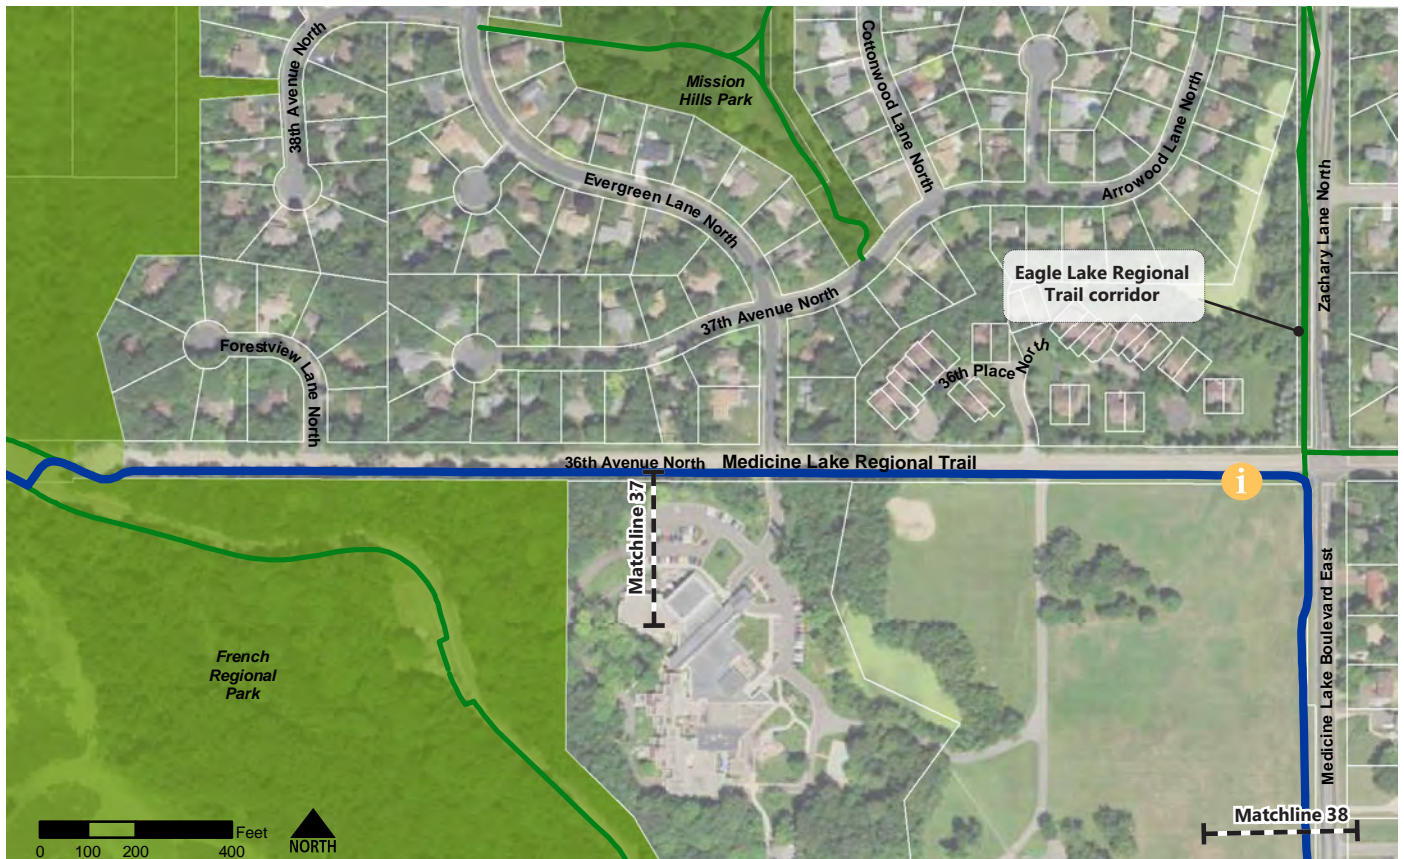 38th Avenue North
Cottonwood Lane North
Mission
Hills Park
Arrowood Lane North
Evergreen Lane North
Zachary Lane North
Eagle Lake Regional
Trail corridor
37th Avenue North
Forestview Lane North
36th Place North
36th Avenue North
Medicine Lake Regional Trail
i
Matchline 37
Medicine Lake Boulevard East
French
Regional
Park
Matchline 38
Feet
0 100 200 400
NORTH